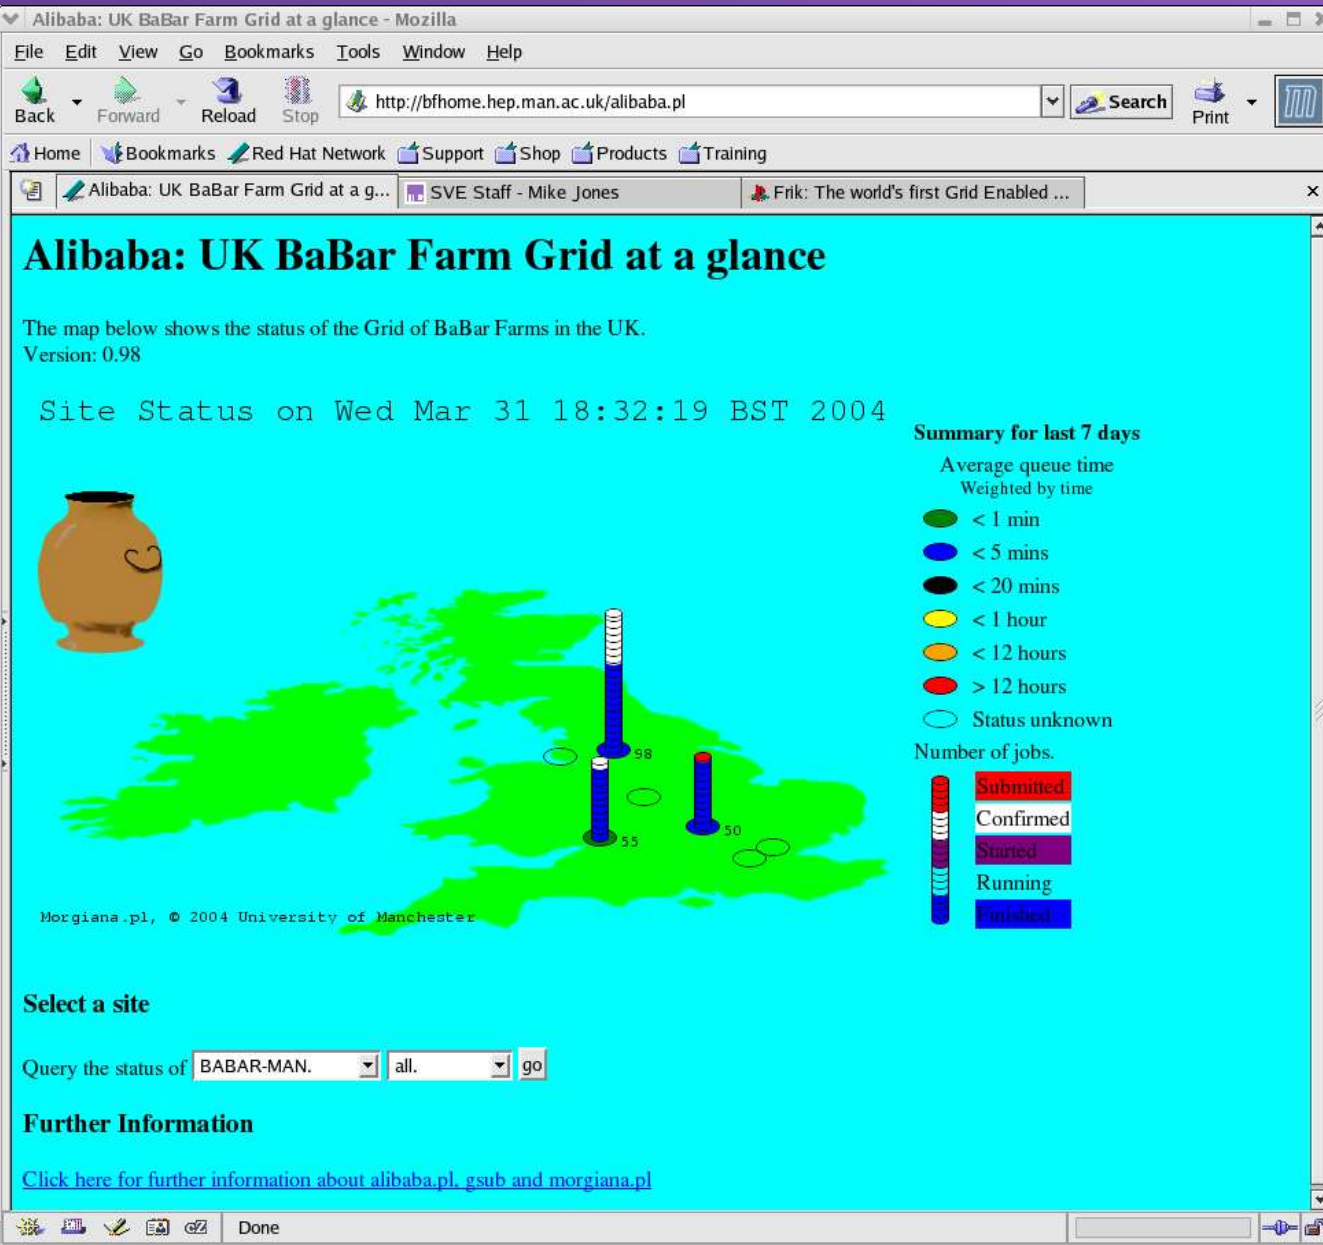 Alibaba: UK BaBar Farm Grid at a glance - Mozilla
File Edit View Go Bookmarks Tools Window Help
Back Forward Reload Stop http://bfhome.hep.man.ac.uk/alibaba.pl Search Print
Home Bookmarks Red Hat Network Support Shop Products Training
Alibaba: UK BaBar Farm Grid at a g... SVE Staff - Mike Jones Frik: The world's first Grid Enabled ...
Alibaba: UK BaBar Farm Grid at a glance
The map below shows the status of the Grid of BaBar Farms in the UK.
Version: 0.98
Site Status on Wed Mar 31 18:32:19 BST 2004
Summary for last 7 days
Average queue time
Weighted by time
< 1 min
< 5 mins
< 20 mins
< 1 hour
< 12 hours
> 12 hours
Status unknown
Number of jobs.
Submitted
Confirmed
Started
Running
Finished
98
55
50
Morgiana.pl, © 2004 University of Manchester
Select a site
Query the status of BABAR-MAN. all. go
Further Information
Click here for further information about alibaba.pl, gsub and morgiana.pl
Done